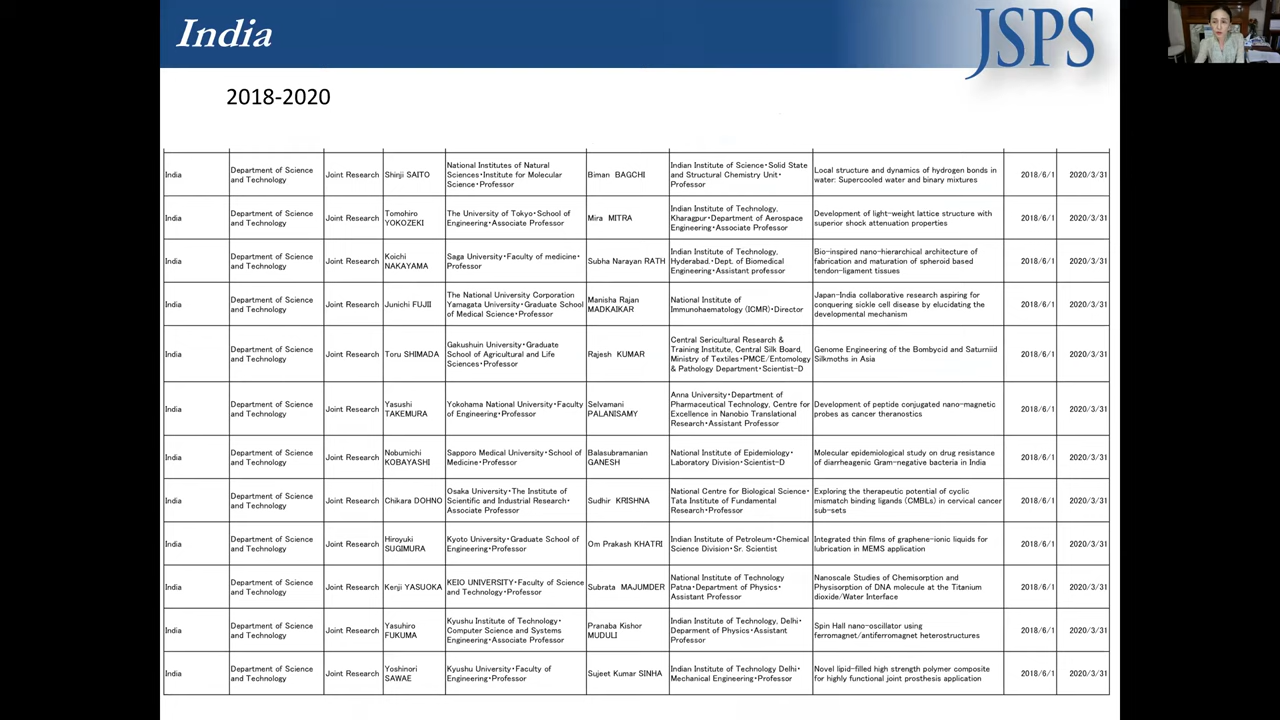 India
JSPS
2018-2020
India Department of Science and Technology Joint Research Shinji SAITO National Institutes of Natural Sciences・Institute for Molecular Science・Professor Biman BAGCHI Indian Institute of Science・Solid State and Structural Chemistry Unit・Professor Local structure and dynamics of hydrogen bonds in water: Supercooled water and binary mixtures 2018/6/1 2020/3/31
India Department of Science and Technology Joint Research Tomohiro YOKOZEKI The University of Tokyo・School of Engineering・Associate Professor Mira MITRA Indian Institute of Technology, Kharagpur・Department of Aerospace Engineering・Associate Professor Development of light-weight lattice structure with superior shock attenuation properties 2018/6/1 2020/3/31
India Department of Science and Technology Joint Research Koichi NAKAYAMA Saga University・Faculty of medicine・Professor Subha Narayan RATH Indian Institute of Technology, Hyderabad.・Dept. of Biomedical Engineering・Assistant professor Bio-inspired nano-hierarchical architecture of fabrication and maturation of spheroid based tendon-ligament tissues 2018/6/1 2020/3/31
India Department of Science and Technology Joint Research Junichi FUJII The National University Corporation Yamagata University・Graduate School of Medical Science・Professor Manisha Rajan MADKAIKAR National Institute of Immunohaematology (ICMR)・Director Japan-India collaborative research aspiring for conquering sickle cell disease by elucidating the developmental mechanism 2018/6/1 2020/3/31
India Department of Science and Technology Joint Research Toru SHIMADA Gakushuin University・Graduate School of Agricultural and Life Sciences・Professor Rajesh KUMAR Central Sericultural Research & Training Institute, Central Silk Board, Ministry of Textiles・PMCE/Entomology & Pathology Department・Scientist-D Genome Engineering of the Bombycid and Saturniid Silkmoths in Asia 2018/6/1 2020/3/31
India Department of Science and Technology Joint Research Yasushi TAKEMURA Yokohama National University・Faculty of Engineering・Professor Selvamani PALANISAMY Anna University・Department of Pharmaceutical Technology, Centre for Excellence in Nanobio Translational Research・Assistant Professor Development of peptide conjugated nano-magnetic probes as cancer theranostics 2018/6/1 2020/3/31
India Department of Science and Technology Joint Research Nobumichi KOBAYASHI Sapporo Medical University・School of Medicine・Professor Balasubramanian GANESH National Institute of Epidemiology・Laboratory Division・Scientist-D Molecular epidemiological study on drug resistance of diarrheagenic Gram-negative bacteria in India 2018/6/1 2020/3/31
India Department of Science and Technology Joint Research Chikara DOHNO Osaka University・The Institute of Scientific and Industrial Research・Associate Professor Sudhir KRISHNA National Centre for Biological Science・Tata Institute of Fundamental Research・Professor Exploring the therapeutic potential of cyclic mismatch binding ligands (CMBLs) in cervical cancer sub-sets 2018/6/1 2020/3/31
India Department of Science and Technology Joint Research Hiroyuki SUGIMURA Kyoto University・Graduate School of Engineering・Professor Om Prakash KHATRI Indian Institute of Petroleum・Chemical Science Division・Sr. Scientist Integrated thin films of graphene-ionic liquids for lubrication in MEMS application 2018/6/1 2020/3/31
India Department of Science and Technology Joint Research Kenji YASUOKA KEIO UNIVERSITY・Faculty of Science and Technology・Professor Subrata MAJUMDER National Institute of Technology Patna・Department of Physics・Assistant Professor Nanoscale Studies of Chemisorption and Physisorption of DNA molecule at the Titanium dioxide/Water Interface 2018/6/1 2020/3/31
India Department of Science and Technology Joint Research Yasuhiro FUKUMA Kyushu Institute of Technology・Computer Science and Systems Engineering・Associate Professor Pranaba Kishor MUDULI Indian Institute of Technology, Delhi・Deparment of Physics・Assistant Professor Spin Hall nano-oscillator using ferromagnet/antiferromagnet heterostructures 2018/6/1 2020/3/31
India Department of Science and Technology Joint Research Yoshinori SAWAE Kyushu University・Faculty of Engineering・Professor Sujeet Kumar SINHA Indian Institute of Technology Delhi・Mechanical Engineering・Professor Novel lipid-filled high strength polymer composite for highly functional joint prosthesis application 2018/6/1 2020/3/31